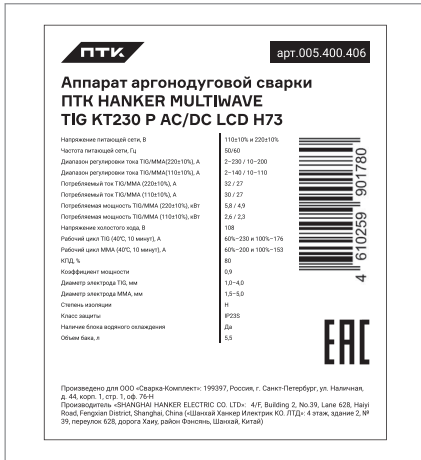 ПТК
арт.005.400.406
Аппарат аргонодуговой сварки
ПТК HANKER MULTIWAVE
TIG KT230 P AC/DC LCD H73
Напряжение питающей сети, В 110±10% и 220±10%
Частота питающей сети, Гц 50/60
Диапазон регулировки тока TIG/MMA(220±10%), А 2–230 / 10–200
Диапазон регулировки тока TIG/MMA(110±10%), А 2–140 / 10–110
Потребляемый ток TIG/MMA (220±10%), А 32 / 27
Потребляемый ток TIG/MMA (110±10%), А 30 / 27
Потребляемая мощность TIG/MMA (220±10%), кВт 5,8 / 4,9
Потребляемая мощность TIG/MMA (110±10%), кВт 2,6 / 2,3
Напряжение холостого хода, В 108
Рабочий цикл TIG (40℃, 10 минут), А 60%–230 и 100%–176
Рабочий цикл MMA (40℃, 10 минут), А 60%–200 и 100%–153
КПД, % 80
Коэффициент мощности 0,9
Диаметр электрода TIG, мм 1,0–4,0
Диаметр электрода MMA, мм 1,5–5,0
Степень изоляции H
Класс защиты IP23S
Наличие блока водяного охлаждения Да
Объем бака, л 5,5
4 610259 901780
EAC
Произведено для ООО «Сварка-Комплект»: 199397, Россия, г. Санкт-Петербург, ул. Наличная,
д. 44, корп. 1, стр. 1, оф. 76-Н
Производитель «SHANGHAI HANKER ELECTRIC CO. LTD»: 4/F, Building 2, No.39, Lane 628, Haiyi
Road, Fengxian District, Shanghai, China («Шанхай Ханкер Илектрик КО. ЛТД»: 4 этаж, здание 2, №
39, переулок 628, дорога Хаиу, район Фэнсянь, Шанхай, Китай)